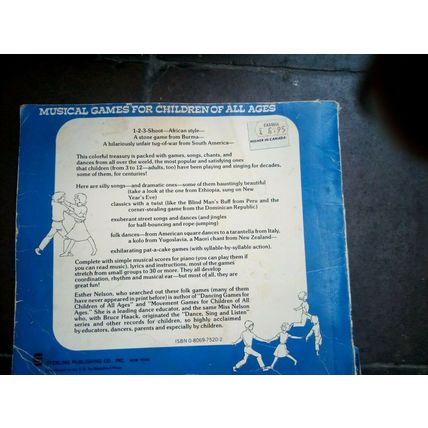 MUSICAL GAMES FOR CHILDREN OF ALL AGES
£ 6.95
HIGHER IN CANADA
1-2-3-Shoot—African style—
A stone game from Burma—
A hilariously unfair tug-of-war from South America—
This colorful treasury is packed with games, songs, chants, and
dances from all over the world, the most popular and satisfying ones
that children (from 3 to 12—adults, too) have been playing and singing for decades,
some of them, for centuries!
Here are silly songs—and dramatic ones—some of them hauntingly beautiful
(take a look at the one from Ethiopia, sung on New
Year's Eve)
classics with a twist (like the Blind Man's Buff from Peru and the
corner-stealing game from the Dominican Republic)
exuberant street songs and dances (and jingles
for ball-bouncing and rope-jumping)
folk dances—from American square dances to a tarantella from Italy,
a kolo from Yugoslavia, a Maori chant from New Zealand—
exhilarating pat-a-cake games (with syllable-by-syllable action).
Complete with simple musical scores for piano (you can play them if
you can read music), lyrics and instructions, most of the games
stretch from small groups to 30 or more. They all develop
coordination, rhythm and musical ear—but most of all, they are
great fun!
Esther Nelson, who searched out these folk games (many of them
have never appeared in print before) is author of "Dancing Games for
Children of All Ages" and "Movement Games for Children of All
Ages." She is a leading dance educator, and the same Miss Nelson
who, with Bruce Haack, originated the "Dance, Sing and Listen"
series and other records for children, so highly acclaimed
by educators, dancers, parents and especially by children.
ISBN 0-8069-7520-2
S
STERLING PUBLISHING CO., INC. NEW YORK